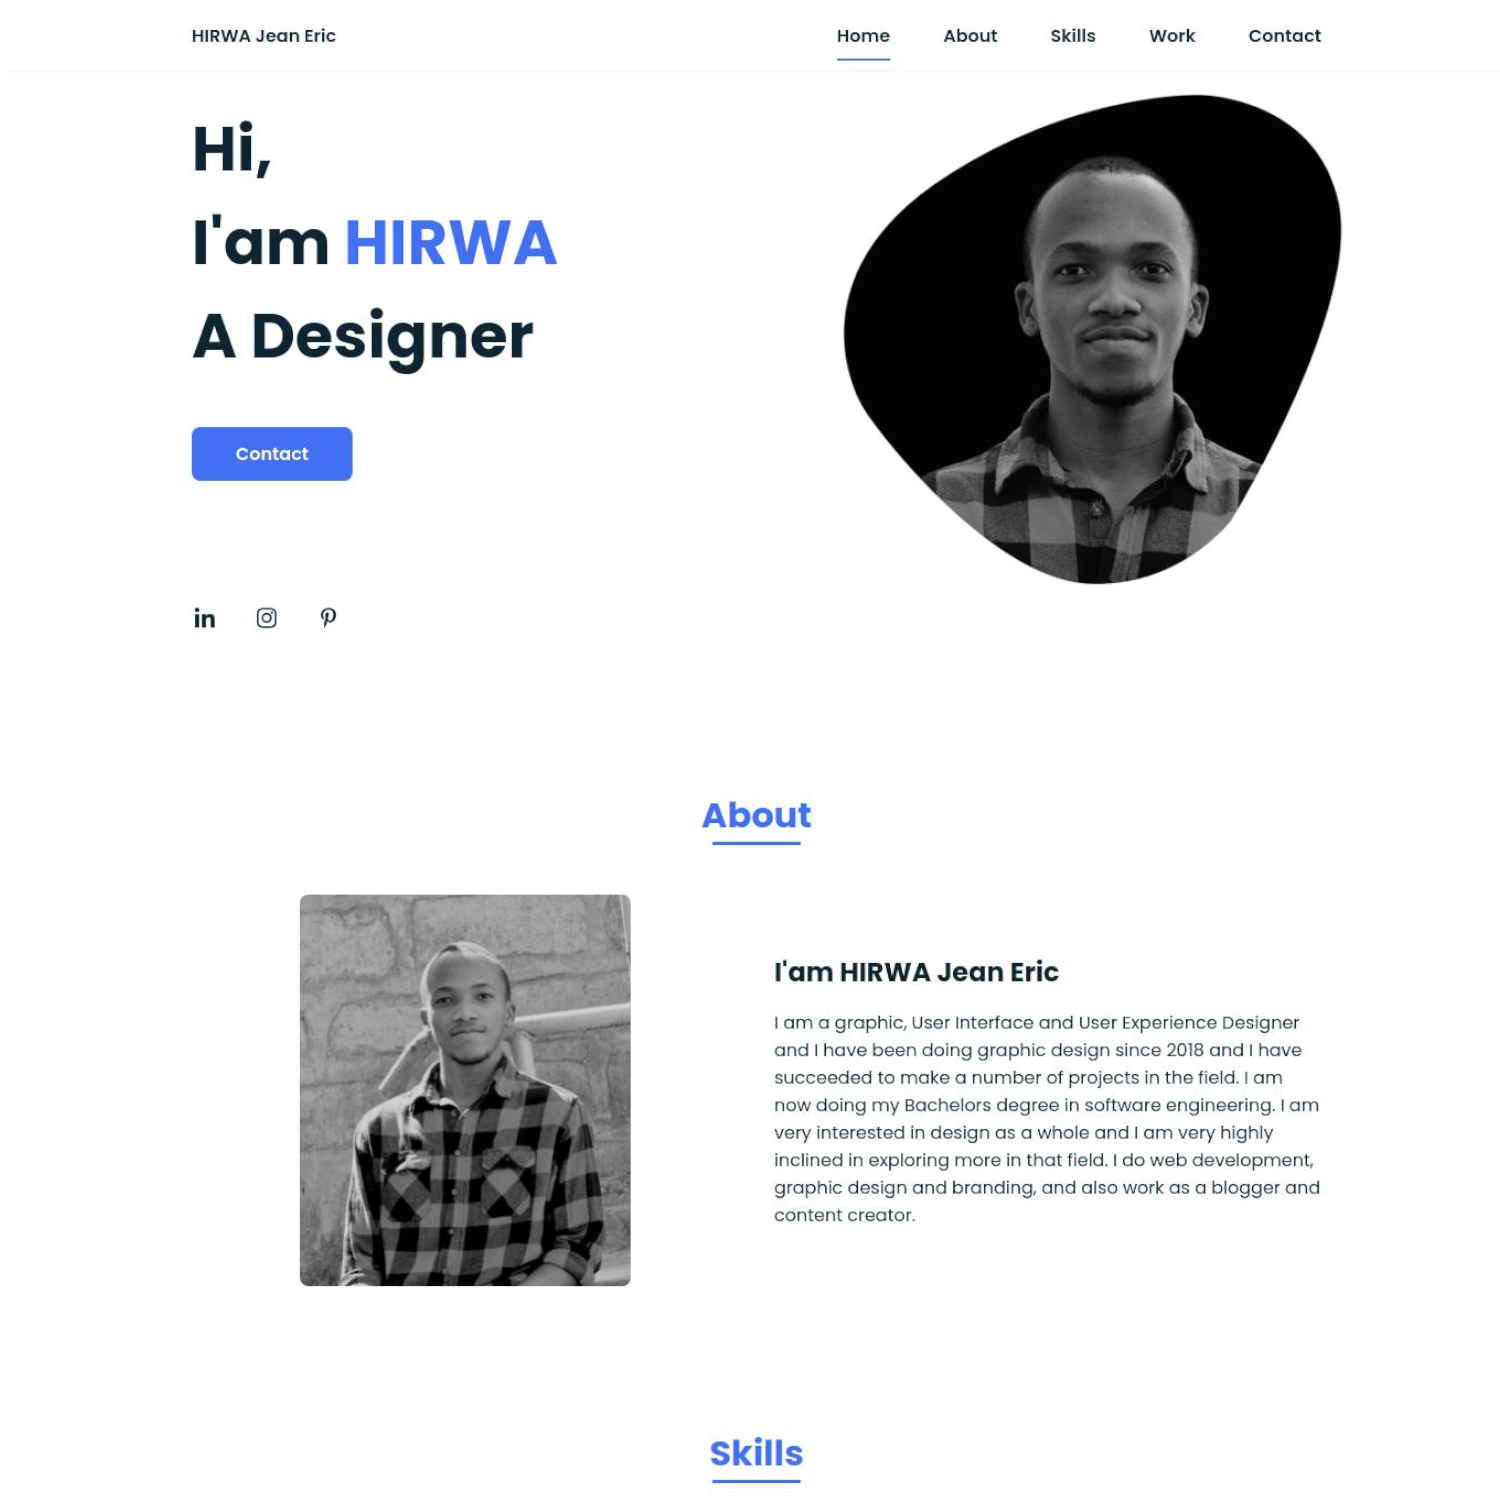 HIRWA Jean Eric
Home About Skills Work Contact
Hi,
I'am HIRWA
A Designer
Contact
in
About
I'am HIRWA Jean Eric
I am a graphic, User Interface and User Experience Designer
and I have been doing graphic design since 2018 and I have
succeeded to make a number of projects in the field. I am
now doing my Bachelors degree in software engineering. I am
very interested in design as a whole and I am very highly
inclined in exploring more in that field. I do web development,
graphic design and branding, and also work as a blogger and
content creator.
Skills